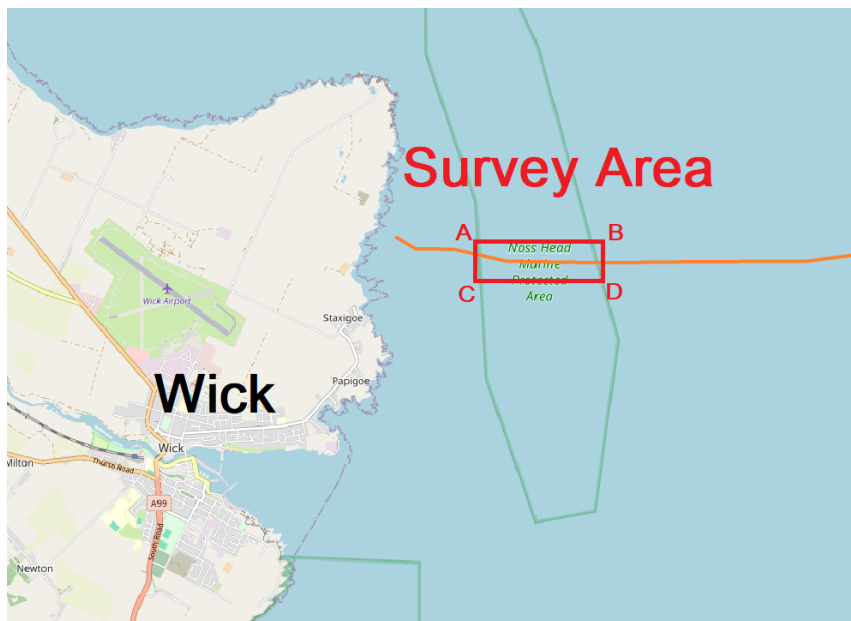 Survey Area
A
B
Noss Head
Marine
Protected
Area
C
D
Wick Airport
Staxigoe
Papigoe
Wick
Wick
Milton
Thurso Road
A99
South Road
Newton